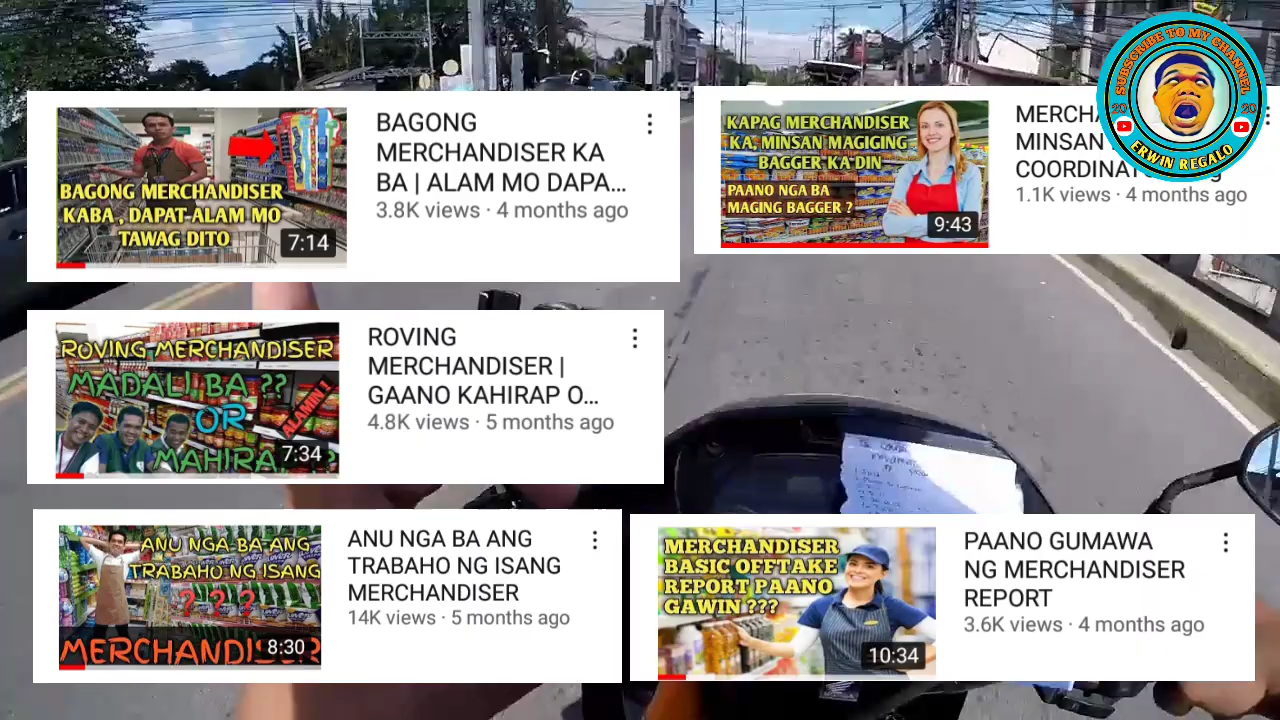 BAGONG MERCHANDISER
KABA , DAPAT ALAM MO
TAWAG DITO
7:14
BAGONG
MERCHANDISER KA
BA | ALAM MO DAPA...
3.8K views · 4 months ago
KAPAG MERCHANDISER
KA, MINSAN MAGIGING
BAGGER KA DIN
PAANO NGA BA
MAGING BAGGER ?
9:43
MINSAN
COORDINAT
1.1K views · 4 months ago
SUBSCRIBE TO MY CHANNEL
20 20
ERWIN REGALO
ROVING MERCHANDISER
MADALI BA ??
OR
ALAMIN !
MAHIRA
7:34
ROVING
MERCHANDISER |
GAANO KAHIRAP O...
4.8K views · 5 months ago
ANU NGA BA ANG
TRABAHO NG ISANG
? ? ?
MERCHANDISER
8:30
ANU NGA BA ANG
TRABAHO NG ISANG
MERCHANDISER
14K views · 5 months ago
MERCHANDISER
BASIC OFFTAKE
REPORT PAANO
GAWIN ???
10:34
PAANO GUMAWA
NG MERCHANDISER
REPORT
3.6K views · 4 months ago